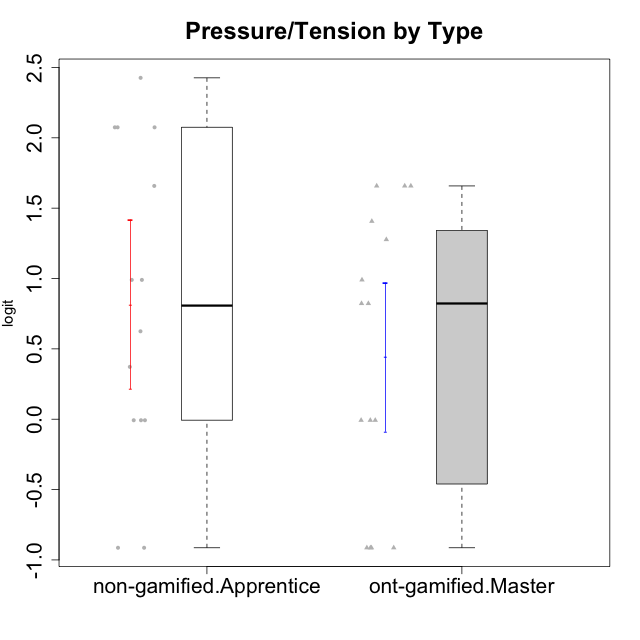 Pressure/Tension by Type
logit
2.5
2.0
1.5
1.0
0.5
0.0
-0.5
-1.0
non-gamified.Apprentice
ont-gamified.Master